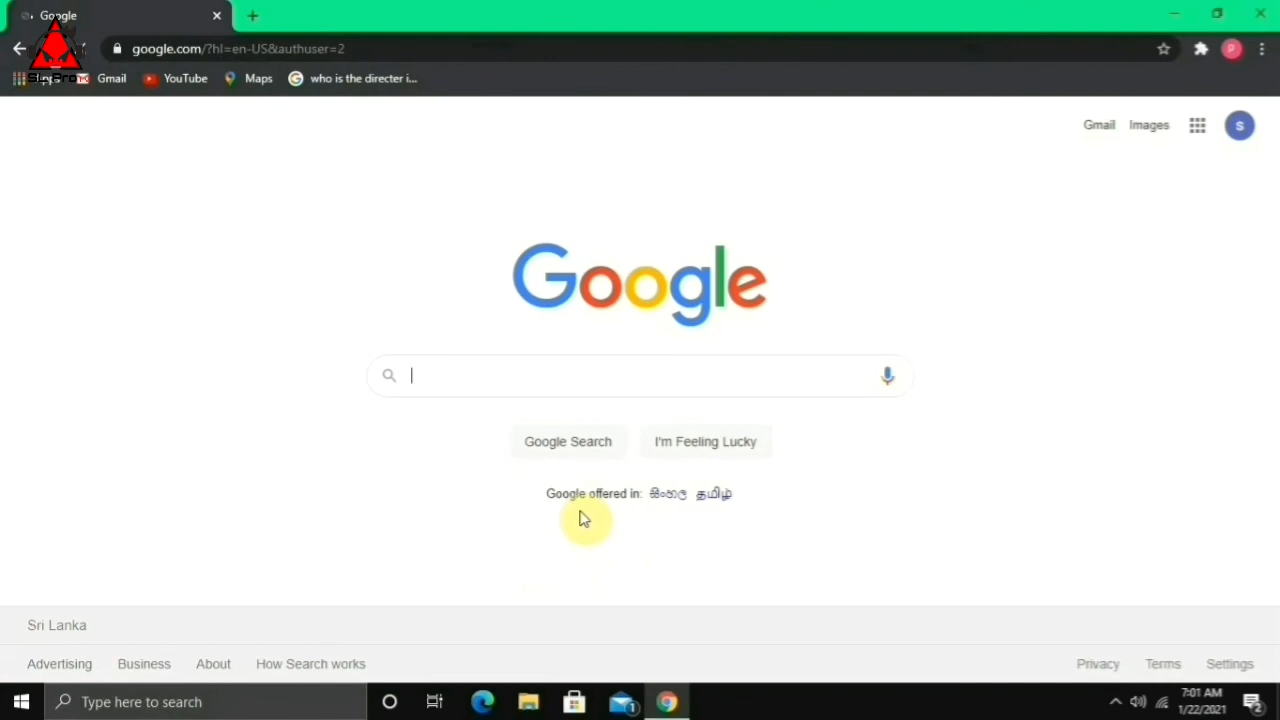 Google
google.com/?hl=en-US&authuser=2
Gmail YouTube Maps who is the directer i...
Gmail Images S
Google
Google Search I'm Feeling Lucky
Google offered in: සිංහල தமிழ்
Sri Lanka
Advertising Business About How Search works Privacy Terms Settings
Type here to search
1
7:01 AM
1/22/2021
2